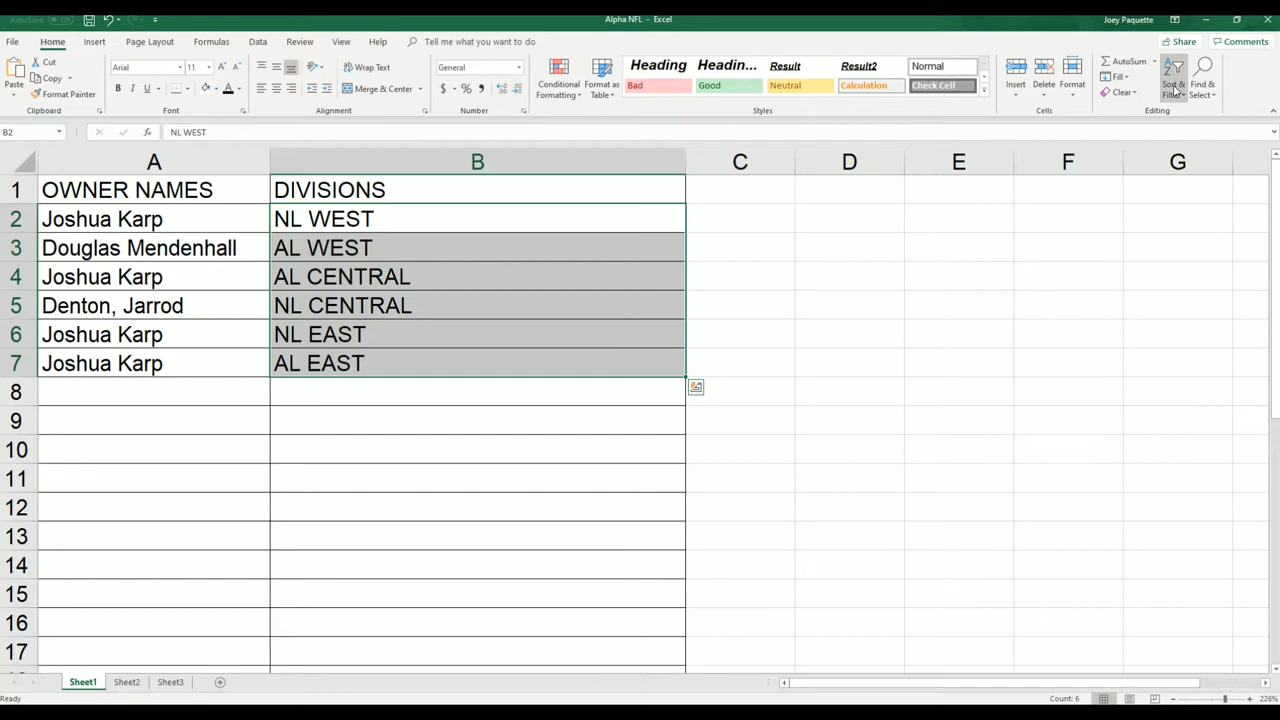 AutoSave Off
Alpha NFL - Excel
Joey Paquette
File Home Insert Page Layout Formulas Data Review View Help Tell me what you want to do
Share Comments
Paste
Cut
Copy
Format Painter
Clipboard
Arial 11
B I U
Font
Wrap Text
Merge & Center
Alignment
General
$ % ,
Number
Conditional Formatting
Format as Table
Heading Headin... Result Result2 Normal
Bad Good Neutral Calculation Check Cell
Styles
Insert Delete Format
Cells
AutoSum
Fill
Clear
Sort & Filter
Find & Select
Editing
B2 fx NL WEST
A B C D E F G
1 OWNER NAMES DIVISIONS
2 Joshua Karp NL WEST
3 Douglas Mendenhall AL WEST
4 Joshua Karp AL CENTRAL
5 Denton, Jarrod NL CENTRAL
6 Joshua Karp NL EAST
7 Joshua Karp AL EAST
8
9
10
11
12
13
14
15
16
17
Sheet1 Sheet2 Sheet3
Ready
Count: 6
226%